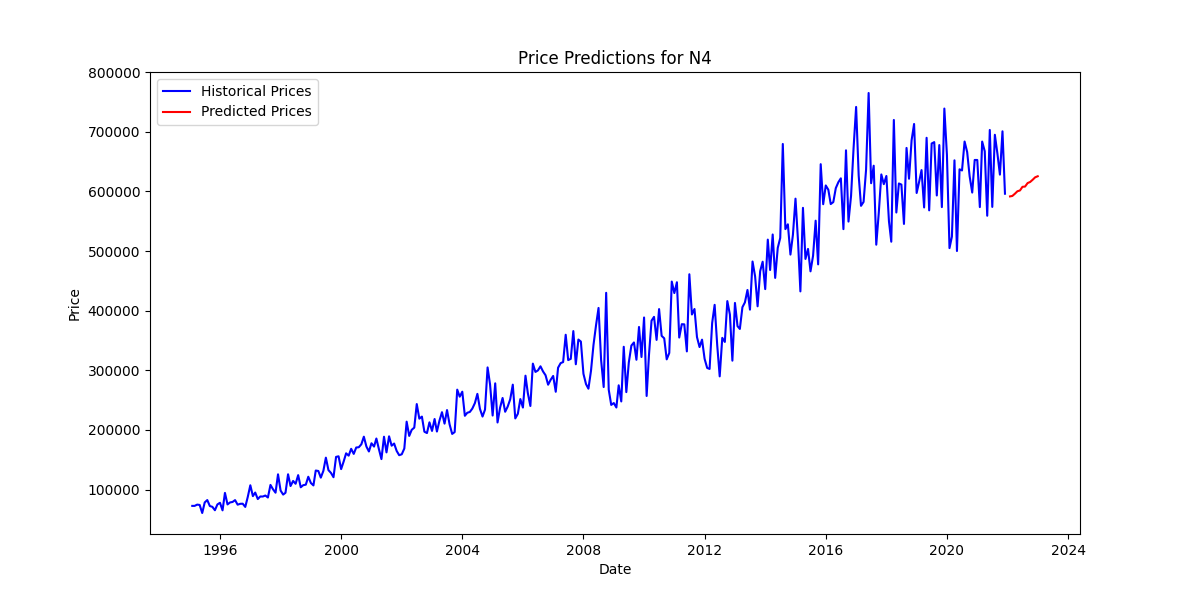 Price Predictions for N4
Historical Prices
Predicted Prices
Price
800000
700000
600000
500000
400000
300000
200000
100000
1996 2000 2004 2008 2012 2016 2020 2024
Date